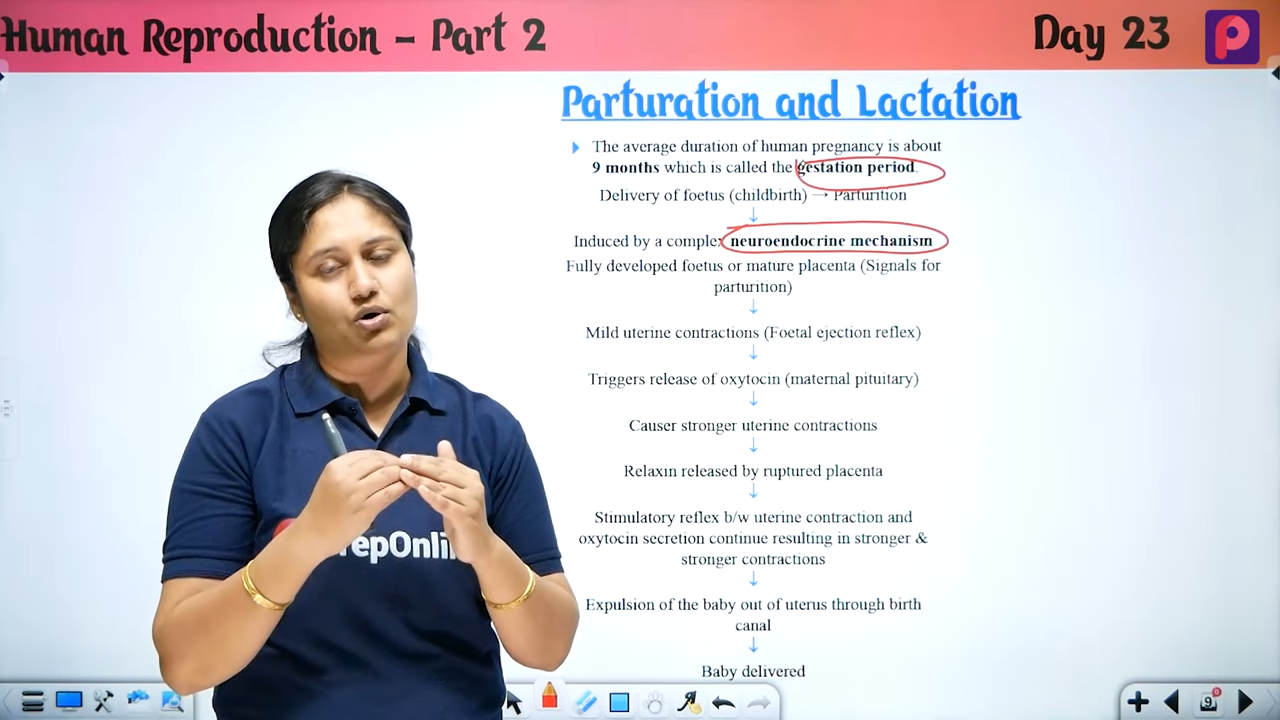 Human Reproduction – Part 2
Day 23
Parturation and Lactation
The average duration of human pregnancy is about
9 months which is called the gestation period.
Delivery of foetus (childbirth) → Parturition
↓
Induced by a complex neuroendocrine mechanism
Fully developed foetus or mature placenta (Signals for
parturition)
↓
Mild uterine contractions (Foetal ejection reflex)
↓
Triggers release of oxytocin (maternal pituitary)
↓
Causer stronger uterine contractions
↓
Relaxin released by ruptured placenta
↓
Stimulatory reflex b/w uterine contraction and
oxytocin secretion continue resulting in stronger &
stronger contractions
↓
Expulsion of the baby out of uterus through birth
canal
↓
Baby delivered
repOnli
9